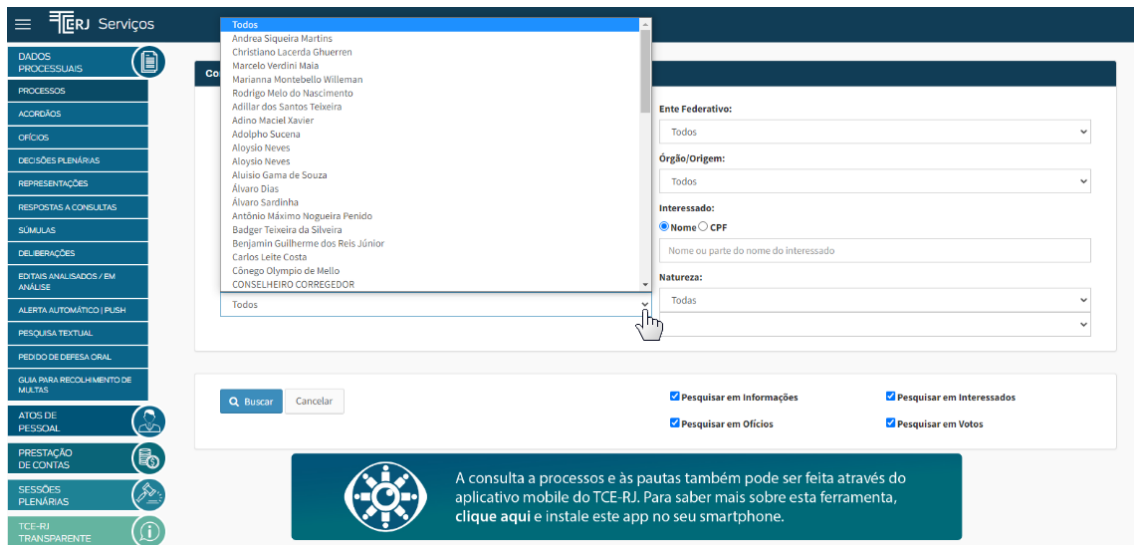 TCERJ Serviços
DADOS
PROCESSUAIS
PROCESSOS
ACORDÃOS
OFÍCIOS
DECISÕES PLENÁRIAS
REPRESENTAÇÕES
RESPOSTAS A CONSULTAS
SÚMULAS
DELIBERAÇÕES
EDITAIS ANALISADOS / EM
ANÁLISE
ALERTA AUTOMÁTICO | PUSH
PESQUISA TEXTUAL
PEDIDO DE DEFESA ORAL
GUIA PARA RECOLHIMENTO DE
MULTAS
ATOS DE
PESSOAL
PRESTAÇÃO
DE CONTAS
SESSÕES
PLENÁRIAS
TCE-RJ
TRANSPARENTE
Todos
Andrea Siqueira Martins
Christiano Lacerda Ghuerren
Marcelo Verdini Maia
Marianna Montebello Willeman
Rodrigo Melo do Nascimento
Adillar dos Santos Teixeira
Adino Maciel Xavier
Adolpho Sucena
Aloysio Neves
Aloysio Neves
Aluisio Gama de Souza
Álvaro Dias
Álvaro Sardinha
Antônio Máximo Nogueira Penido
Badger Teixeira da Silveira
Benjamin Guilherme dos Reis Júnior
Carlos Leite Costa
Cônego Olympio de Mello
CONSELHEIRO CORREGEDOR
Todos
Ente Federativo:
Todos
Órgão/Origem:
Todos
Interessado:
Nome CPF
Nome ou parte do nome do interessado
Natureza:
Todas
Buscar Cancelar
Pesquisar em Informações Pesquisar em Interessados
Pesquisar em Ofícios Pesquisar em Votos
A consulta a processos e às pautas também pode ser feita através do
aplicativo mobile do TCE-RJ. Para saber mais sobre esta ferramenta,
clique aqui e instale este app no seu smartphone.